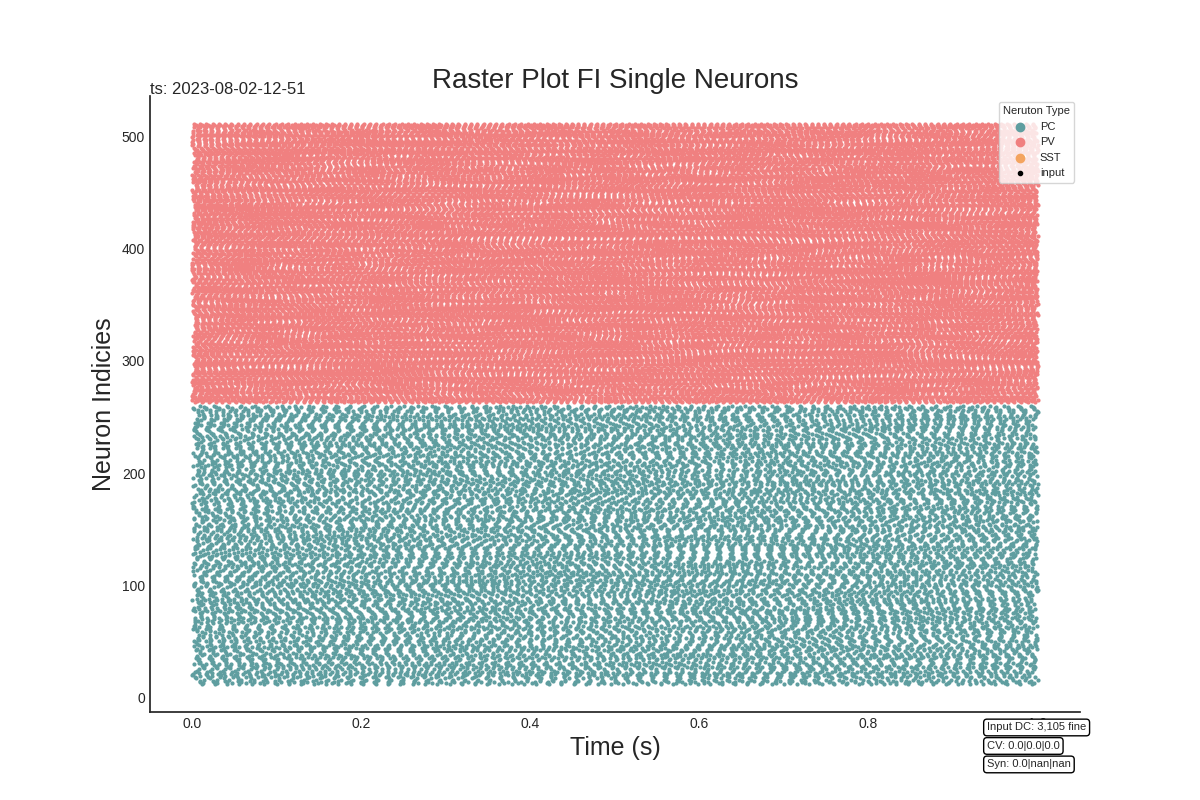 Raster Plot FI Single Neurons
ts: 2023-08-02-12-51
Neruton Type
PC
PV
SST
input
500
400
300
200
100
0
Neuron Indicies
0.0 0.2 0.4 0.6 0.8
Time (s)
Input DC: 3,105 fine
CV: 0.0|0.0|0.0
Syn: 0.0|nan|nan